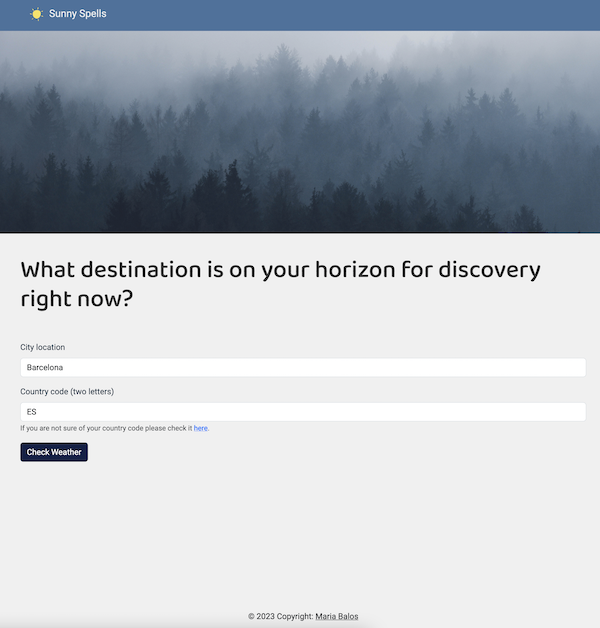 Sunny Spells
What destination is on your horizon for discovery
right now?
City location
Barcelona
Country code (two letters)
ES
If you are not sure of your country code please check it here.
Check Weather
© 2023 Copyright: Maria Balos